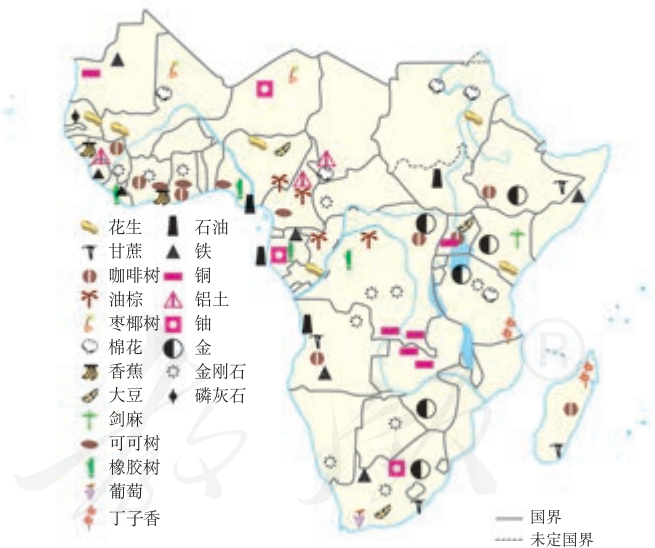 花生
石油
甘蔗
铁
咖啡树
铜
油棕
铝土
枣椰树
铀
棉花
金
香蕉
金刚石
大豆
磷灰石
剑麻
可可树
橡胶树
葡萄
丁子香
国界
未定国界
®